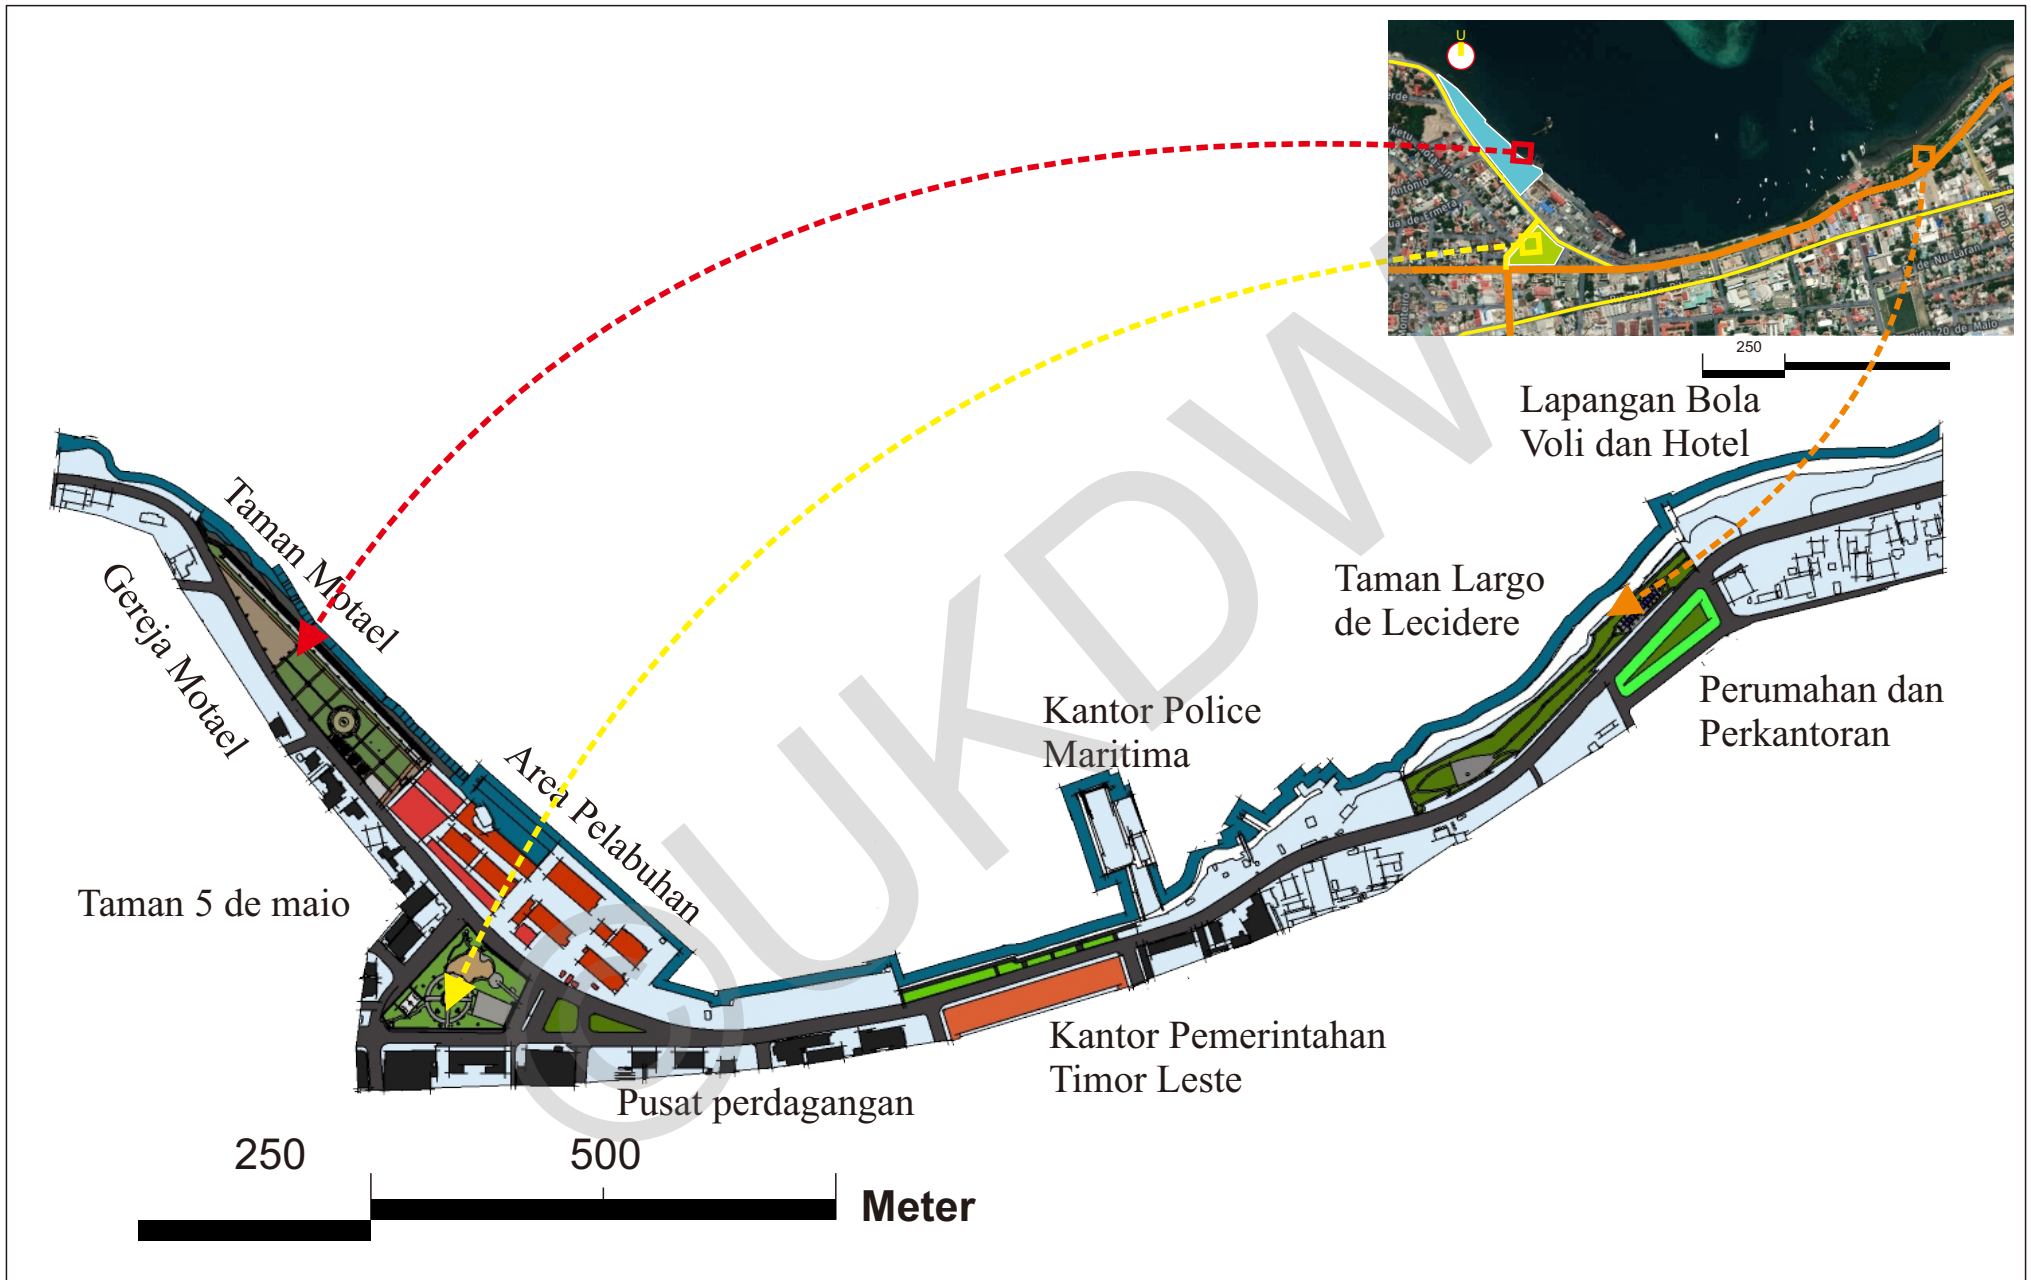 U
250
Lapangan Bola
Voli dan Hotel
Taman Motael
Gereja Motael
Taman Largo
de Lecidere
Perumahan dan
Perkantoran
Kantor Police
Maritima
Area Pelabuhan
Taman 5 de maio
Kantor Pemerintahan
Timor Leste
Pusat perdagangan
250
500
Meter
©UKDW